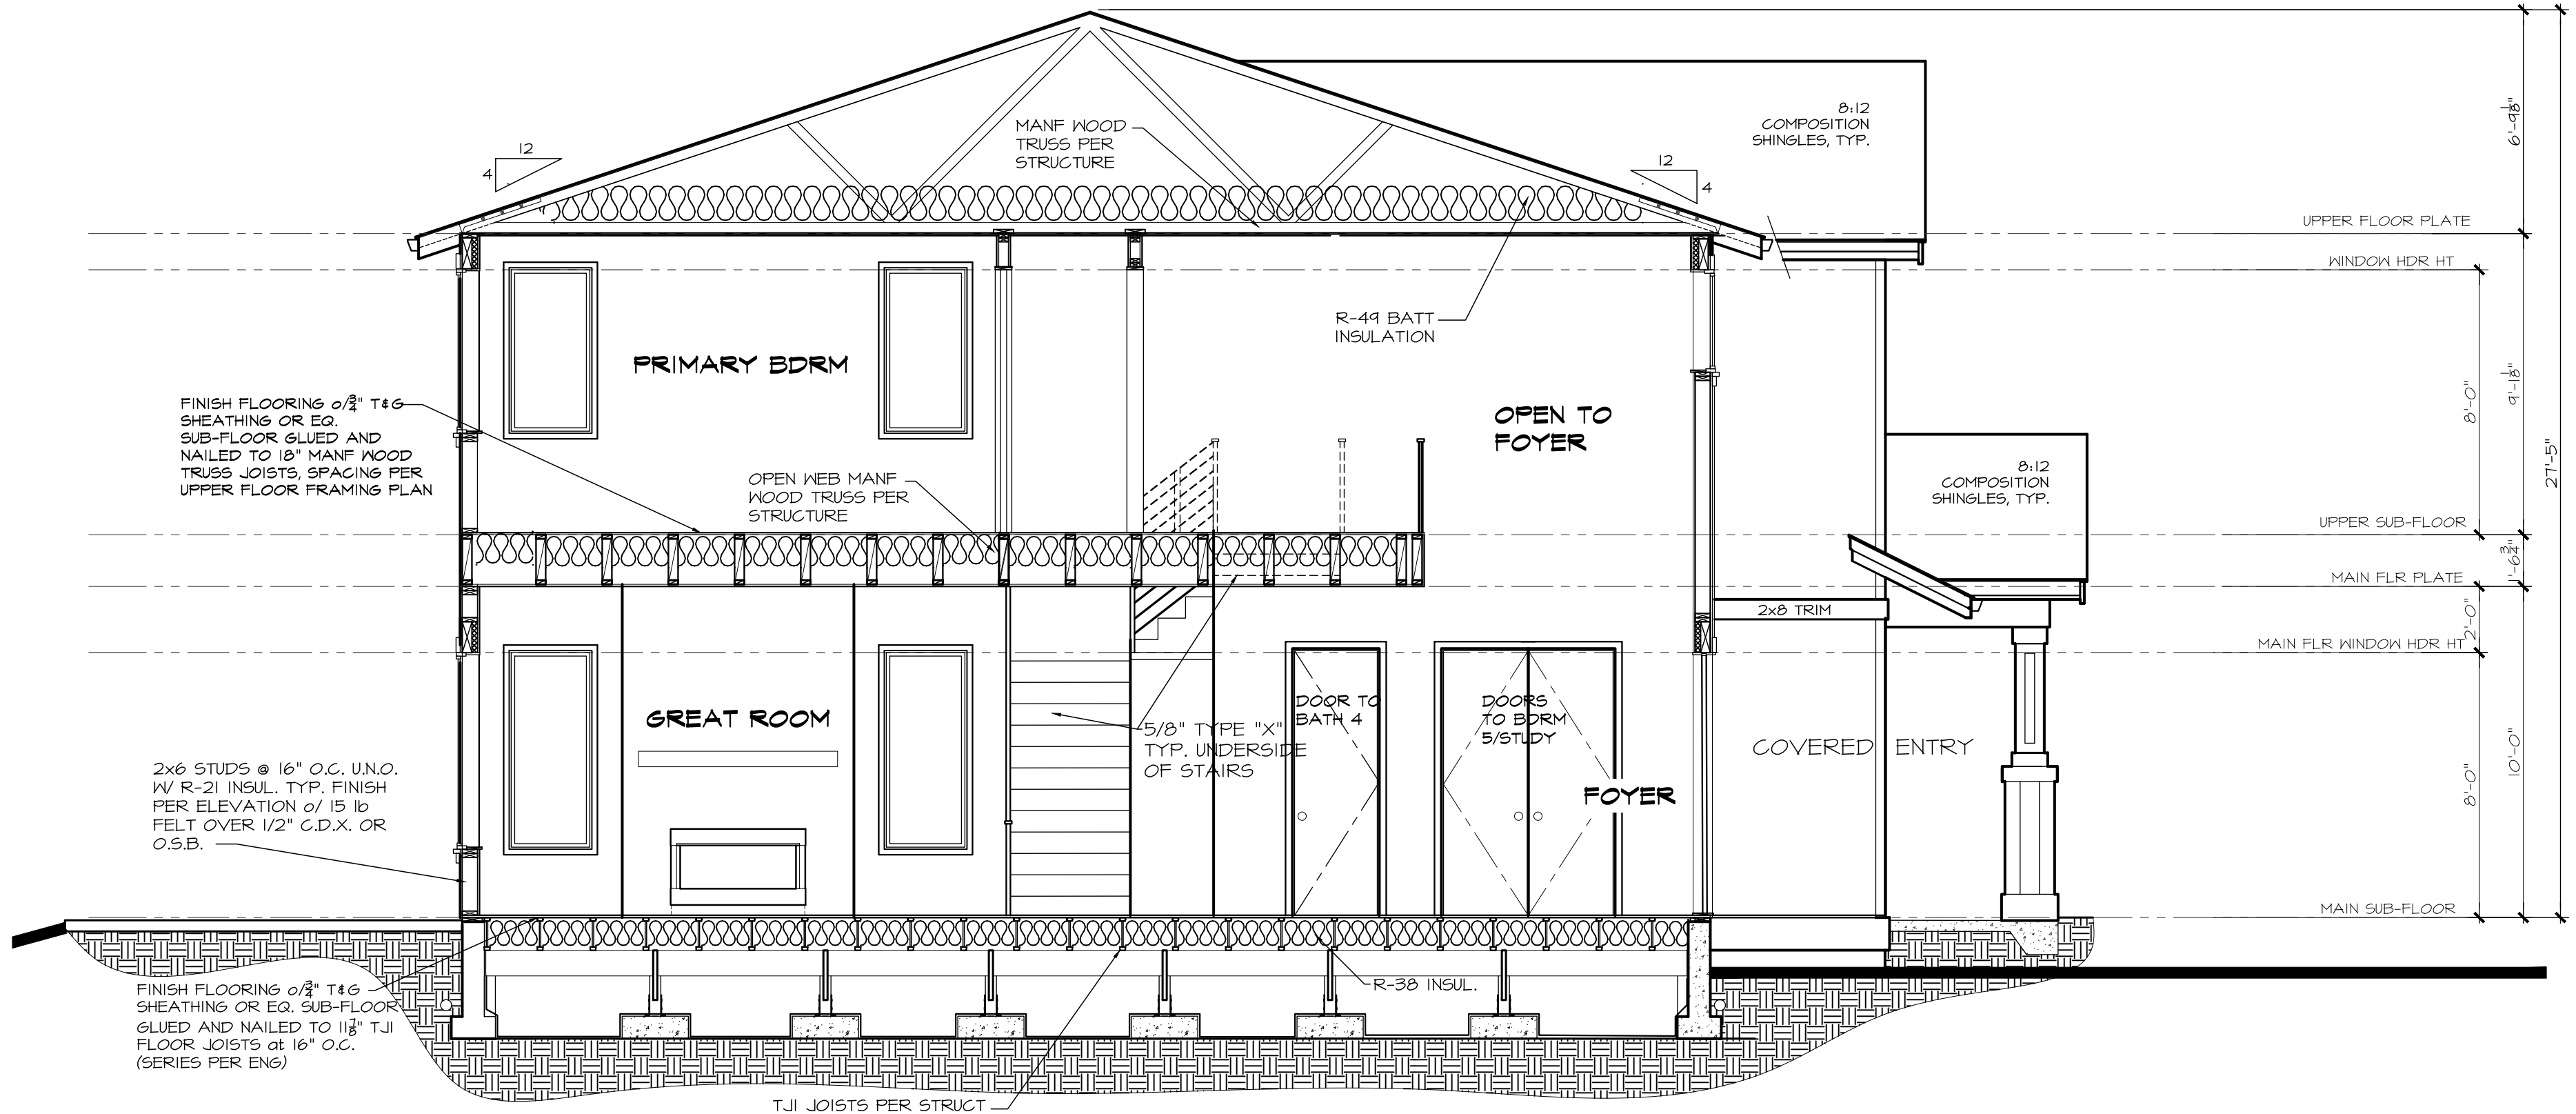 8:12
COMPOSITION
SHINGLES, TYP.
MANF WOOD
TRUSS PER
STRUCTURE
12
4
12
4
6'-9 1/8"
UPPER FLOOR PLATE
WINDOW HDR HT
R-49 BATT
INSULATION
PRIMARY BDRM
FINISH FLOORING o/ 3/4" T&G
SHEATHING OR EQ.
SUB-FLOOR GLUED AND
NAILED TO 18" MANF WOOD
TRUSS JOISTS, SPACING PER
UPPER FLOOR FRAMING PLAN
OPEN TO
FOYER
OPEN WEB MANF
WOOD TRUSS PER
STRUCTURE
8'-0"
9'-1 1/8"
27'-5"
8:12
COMPOSITION
SHINGLES, TYP.
UPPER SUB-FLOOR
1'-6 3/4"
MAIN FLR PLATE
2x8 TRIM
2'-0"
MAIN FLR WINDOW HDR HT
GREAT ROOM
5/8" TYPE "X"
TYP. UNDERSIDE
OF STAIRS
DOOR TO
BATH 4
DOORS
TO BDRM
5/STUDY
FOYER
COVERED ENTRY
8'-0"
10'-0"
2x6 STUDS @ 16" O.C. U.N.O.
W/ R-21 INSUL. TYP. FINISH
PER ELEVATION o/ 15 lb
FELT OVER 1/2" C.D.X. OR
O.S.B.
MAIN SUB-FLOOR
FINISH FLOORING o/ 3/4" T&G
SHEATHING OR EQ. SUB-FLOOR
GLUED AND NAILED TO 11 7/8" TJI
FLOOR JOISTS at 16" O.C.
(SERIES PER ENG)
R-38 INSUL.
TJI JOISTS PER STRUCT